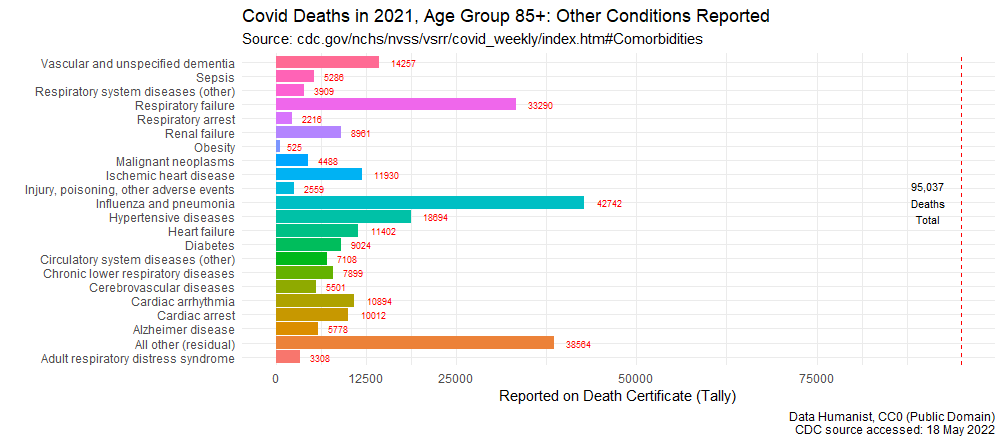 Covid Deaths in 2021, Age Group 85+: Other Conditions Reported
Source: cdc.gov/nchs/nvss/vsrr/covid_weekly/index.htm#Comorbidities
Vascular and unspecified dementia 14257
Sepsis 5286
Respiratory system diseases (other) 3909
Respiratory failure 33290
Respiratory arrest 2216
Renal failure 8961
Obesity 525
Malignant neoplasms 4488
Ischemic heart disease 11930
Injury, poisoning, other adverse events 2559
95,037
Influenza and pneumonia 42742
Deaths
Hypertensive diseases 18694
Total
Heart failure 11402
Diabetes 9024
Circulatory system diseases (other) 7108
Chronic lower respiratory diseases 7899
Cerebrovascular diseases 5501
Cardiac arrhythmia 10894
Cardiac arrest 10012
Alzheimer disease 5778
All other (residual) 38564
Adult respiratory distress syndrome 3308
0 12500 25000 50000 75000
Reported on Death Certificate (Tally)
Data Humanist, CC0 (Public Domain)
CDC source accessed: 18 May 2022